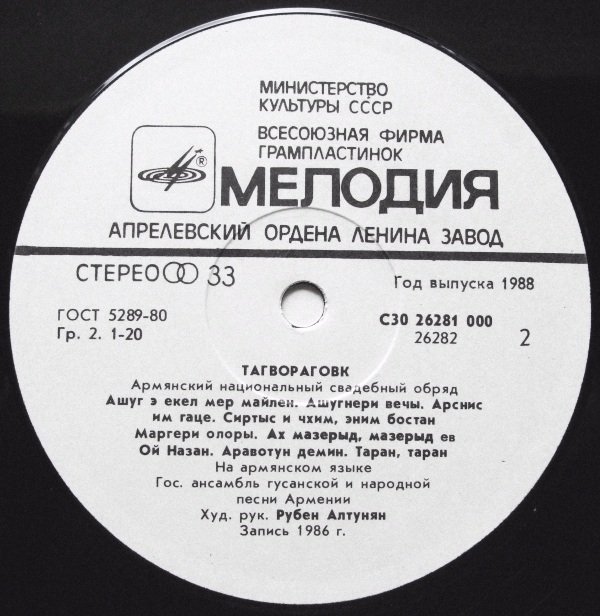 МИНИСТЕРСТВО
КУЛЬТУРЫ СССР
ВСЕСОЮЗНАЯ ФИРМА
ГРАМПЛАСТИНОК
®
МЕЛОДИЯ
АПРЕЛЕВСКИЙ ОРДЕНА ЛЕНИНА ЗАВОД
СТЕРЕО 33
Год выпуска 1988
ГОСТ 5289-80
Гр. 2. 1-20
С30 26281 000
26282
2
ТАГВОРАГОВК
Армянский национальный свадебный обряд
Ашуг э екел мер майлен. Ашугнери вечы. Арснис
им гаце. Сиртыс и чхим, эним бостан
Маргери олоры. Ах мазерыд, мазерыд ев
Ой Назан. Аравотун демин. Таран, таран
На армянском языке
Гос. ансамбль гусанской и народной
песни Армении
Худ. рук. Рубен Алтунян
Запись 1986 г.